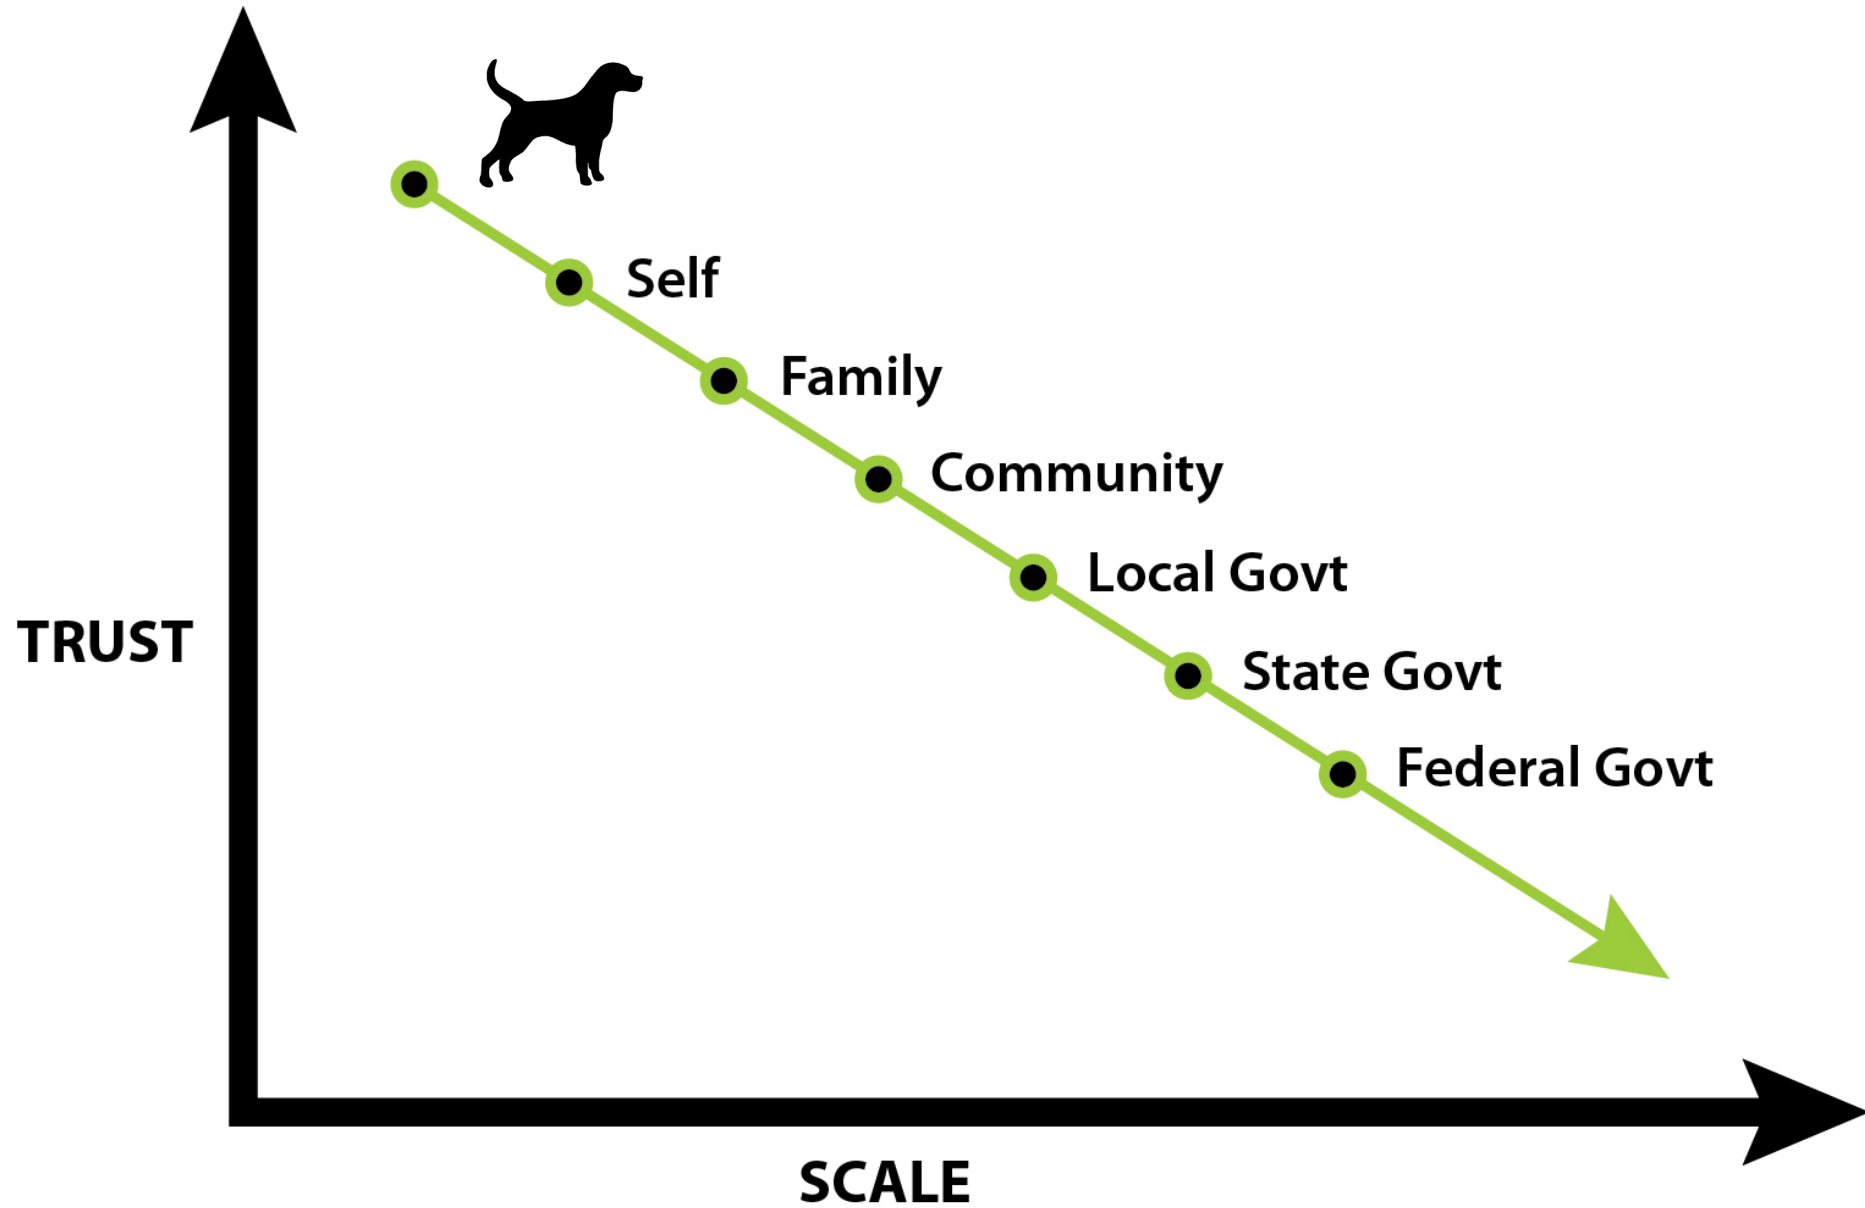 Self
Family
Community
Local Govt
TRUST
State Govt
Federal Govt
SCALE